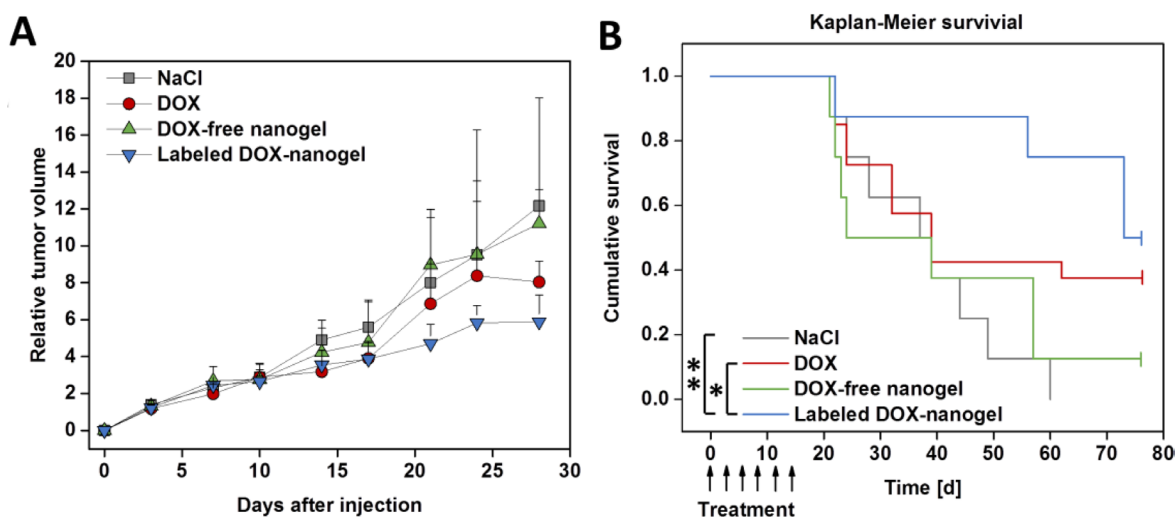 A
20
18
16
14
12
10
8
6
4
2
0
Relative tumor volume
NaCl
DOX
DOX-free nanogel
Labeled DOX-nanogel
0 5 10 15 20 25 30
Days after injection
B
Kaplan-Meier survivial
1.0
0.8
0.6
0.4
0.2
0.0
Cumulative survival
NaCl
DOX
DOX-free nanogel
Labeled DOX-nanogel
**
*
0 20 30 40 50 60 70 80
Time [d]
Treatment